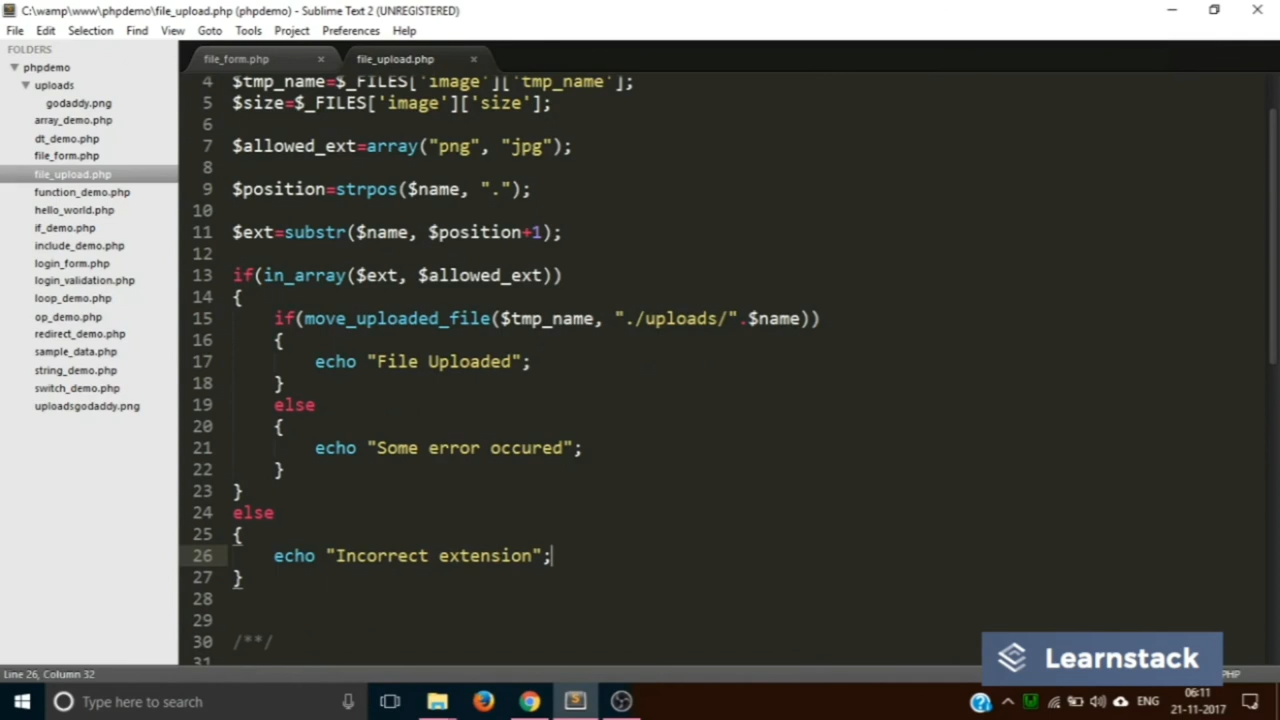 C:\wamp\www\phpdemo\file_upload.php (phpdemo) - Sublime Text 2 (UNREGISTERED)
File Edit Selection Find View Goto Tools Project Preferences Help
FOLDERS
phpdemo
uploads
godaddy.png
array_demo.php
dt_demo.php
file_form.php
file_upload.php
function_demo.php
hello_world.php
if_demo.php
include_demo.php
login_form.php
login_validation.php
loop_demo.php
op_demo.php
redirect_demo.php
sample_data.php
string_demo.php
switch_demo.php
uploadsgodaddy.png
file_form.php × file_upload.php ×
4 $tmp_name=$_FILES['image']['tmp_name'];
5 $size=$_FILES['image']['size'];
6
7 $allowed_ext=array("png", "jpg");
8
9 $position=strpos($name, ".");
10
11 $ext=substr($name, $position+1);
12
13 if(in_array($ext, $allowed_ext))
14 {
15 if(move_uploaded_file($tmp_name, "./uploads/".$name))
16 {
17 echo "File Uploaded";
18 }
19 else
20 {
21 echo "Some error occured";
22 }
23 }
24 else
25 {
26 echo "Incorrect extension";
27 }
28
29
30 /**/
31
Learnstack
Line 26, Column 32
PHP
Type here to search
ENG
06:11
21-11-2017